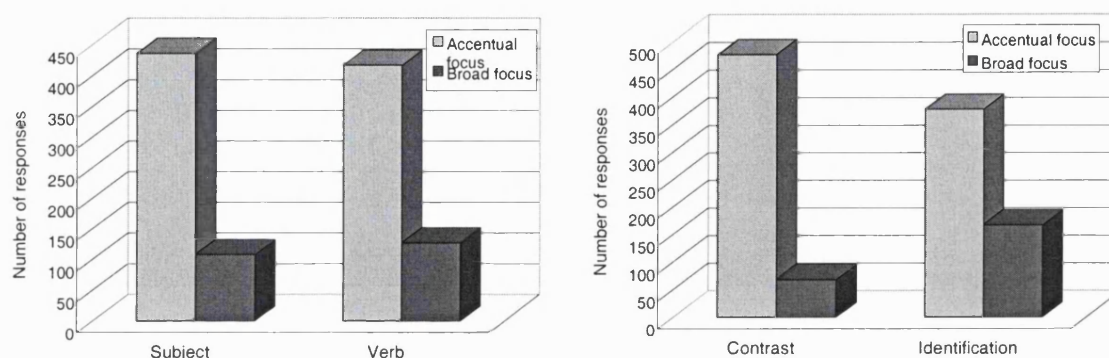 Number of responses
450
400
350
300
250
200
150
100
50
0
Subject
Verb
Accentual focus
Broad focus
Number of responses
500
450
400
350
300
250
200
150
100
50
0
Contrast
Identification
Accentual focus
Broad focus